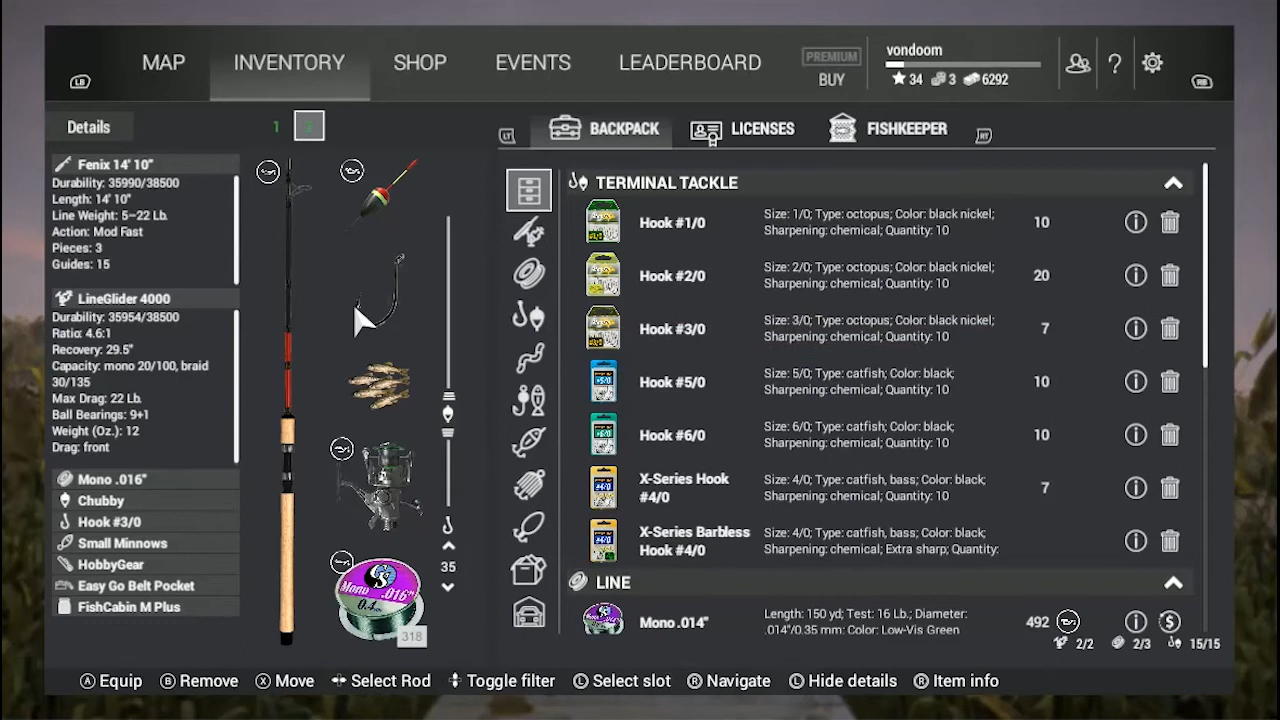 LB
MAP
INVENTORY
SHOP
EVENTS
LEADERBOARD
PREMIUM
BUY
vondoom
34 3 6292
?
RB
Details
1
LT
BACKPACK
LICENSES
FISHKEEPER
RT
Fenix 14' 10"
Durability: 35990/38500
Length: 14' 10"
Line Weight: 5–22 Lb.
Action: Mod Fast
Pieces: 3
Guides: 15
LineGlider 4000
Durability: 35954/38500
Ratio: 4.6:1
Recovery: 29.5"
Capacity: mono 20/100, braid
30/135
Max Drag: 22 Lb.
Ball Bearings: 9+1
Weight (Oz.): 12
Drag: front
Mono .016"
Chubby
Hook #3/0
Small Minnows
HobbyGear
Easy Go Belt Pocket
FishCabin M Plus
Mono .016"
0.4
318
35
TERMINAL TACKLE
Hook #1/0
Size: 1/0; Type: octopus; Color: black nickel;
Sharpening: chemical; Quantity: 10
10
Hook #2/0
Size: 2/0; Type: octopus; Color: black nickel;
Sharpening: chemical; Quantity: 10
20
Hook #3/0
Size: 3/0; Type: octopus; Color: black nickel;
Sharpening: chemical; Quantity: 10
7
Hook #5/0
Size: 5/0; Type: catfish; Color: black;
Sharpening: chemical; Quantity: 10
10
Hook #6/0
Size: 6/0; Type: catfish; Color: black;
Sharpening: chemical; Quantity: 10
10
X-Series Hook
#4/0
Size: 4/0; Type: catfish, bass; Color: black;
Sharpening: chemical; Quantity: 10
7
X-Series Barbless
Hook #4/0
Size: 4/0; Type: catfish, bass; Color: black;
Sharpening: chemical; Extra sharp; Quantity:
LINE
Mono .014"
Length: 150 yd; Test: 16 Lb.; Diameter:
.014"/0.35 mm; Color: Low-Vis Green
492
2/2 2/3 15/15
A Equip B Remove X Move Select Rod Toggle filter L Select slot R Navigate L Hide details R Item info